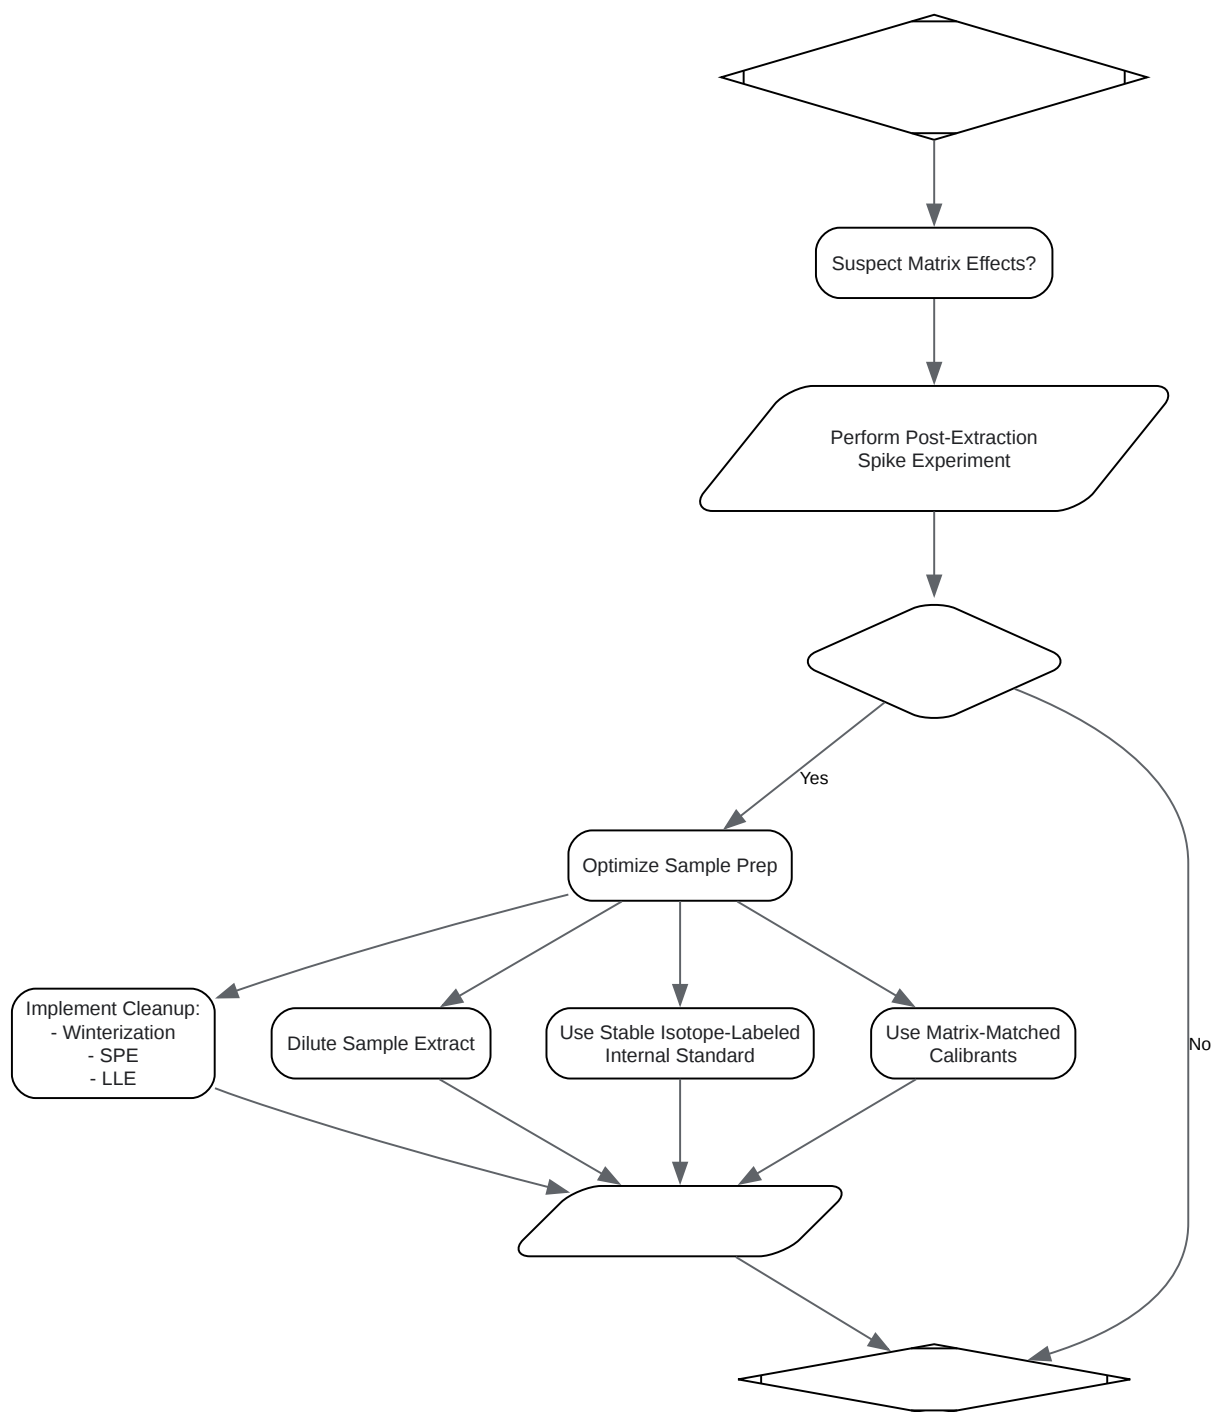 Suspect Matrix Effects?
Perform Post-Extraction
Spike Experiment
Yes
Optimize Sample Prep
Implement Cleanup:
- Winterization
- SPE
- LLE
Dilute Sample Extract
Use Stable Isotope-Labeled
Internal Standard
Use Matrix-Matched
Calibrants
No